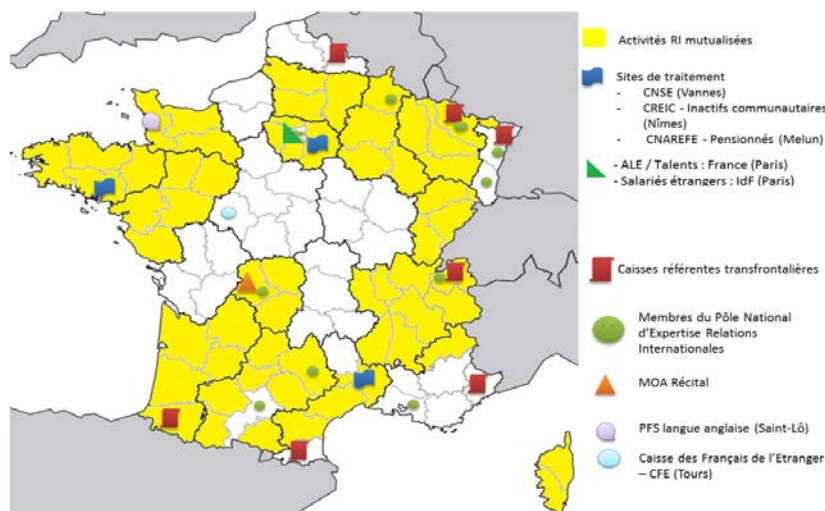 Activités RI mutualisées
Sites de traitement
- CNSE (Vannes)
- CREIC - Inactifs communautaires
(Nîmes)
- CNAREFE - Pensionnés (Melun)
- ALE / Talents : France (Paris)
- Salariés étrangers : IdF (Paris)
Caisses référentes transfrontalières
Membres du Pôle National
d'Expertise Relations
Internationales
MOA Récital
PFS langue anglaise (Saint-Lô)
Caisse des Français de l'Etranger
– CFE (Tours)